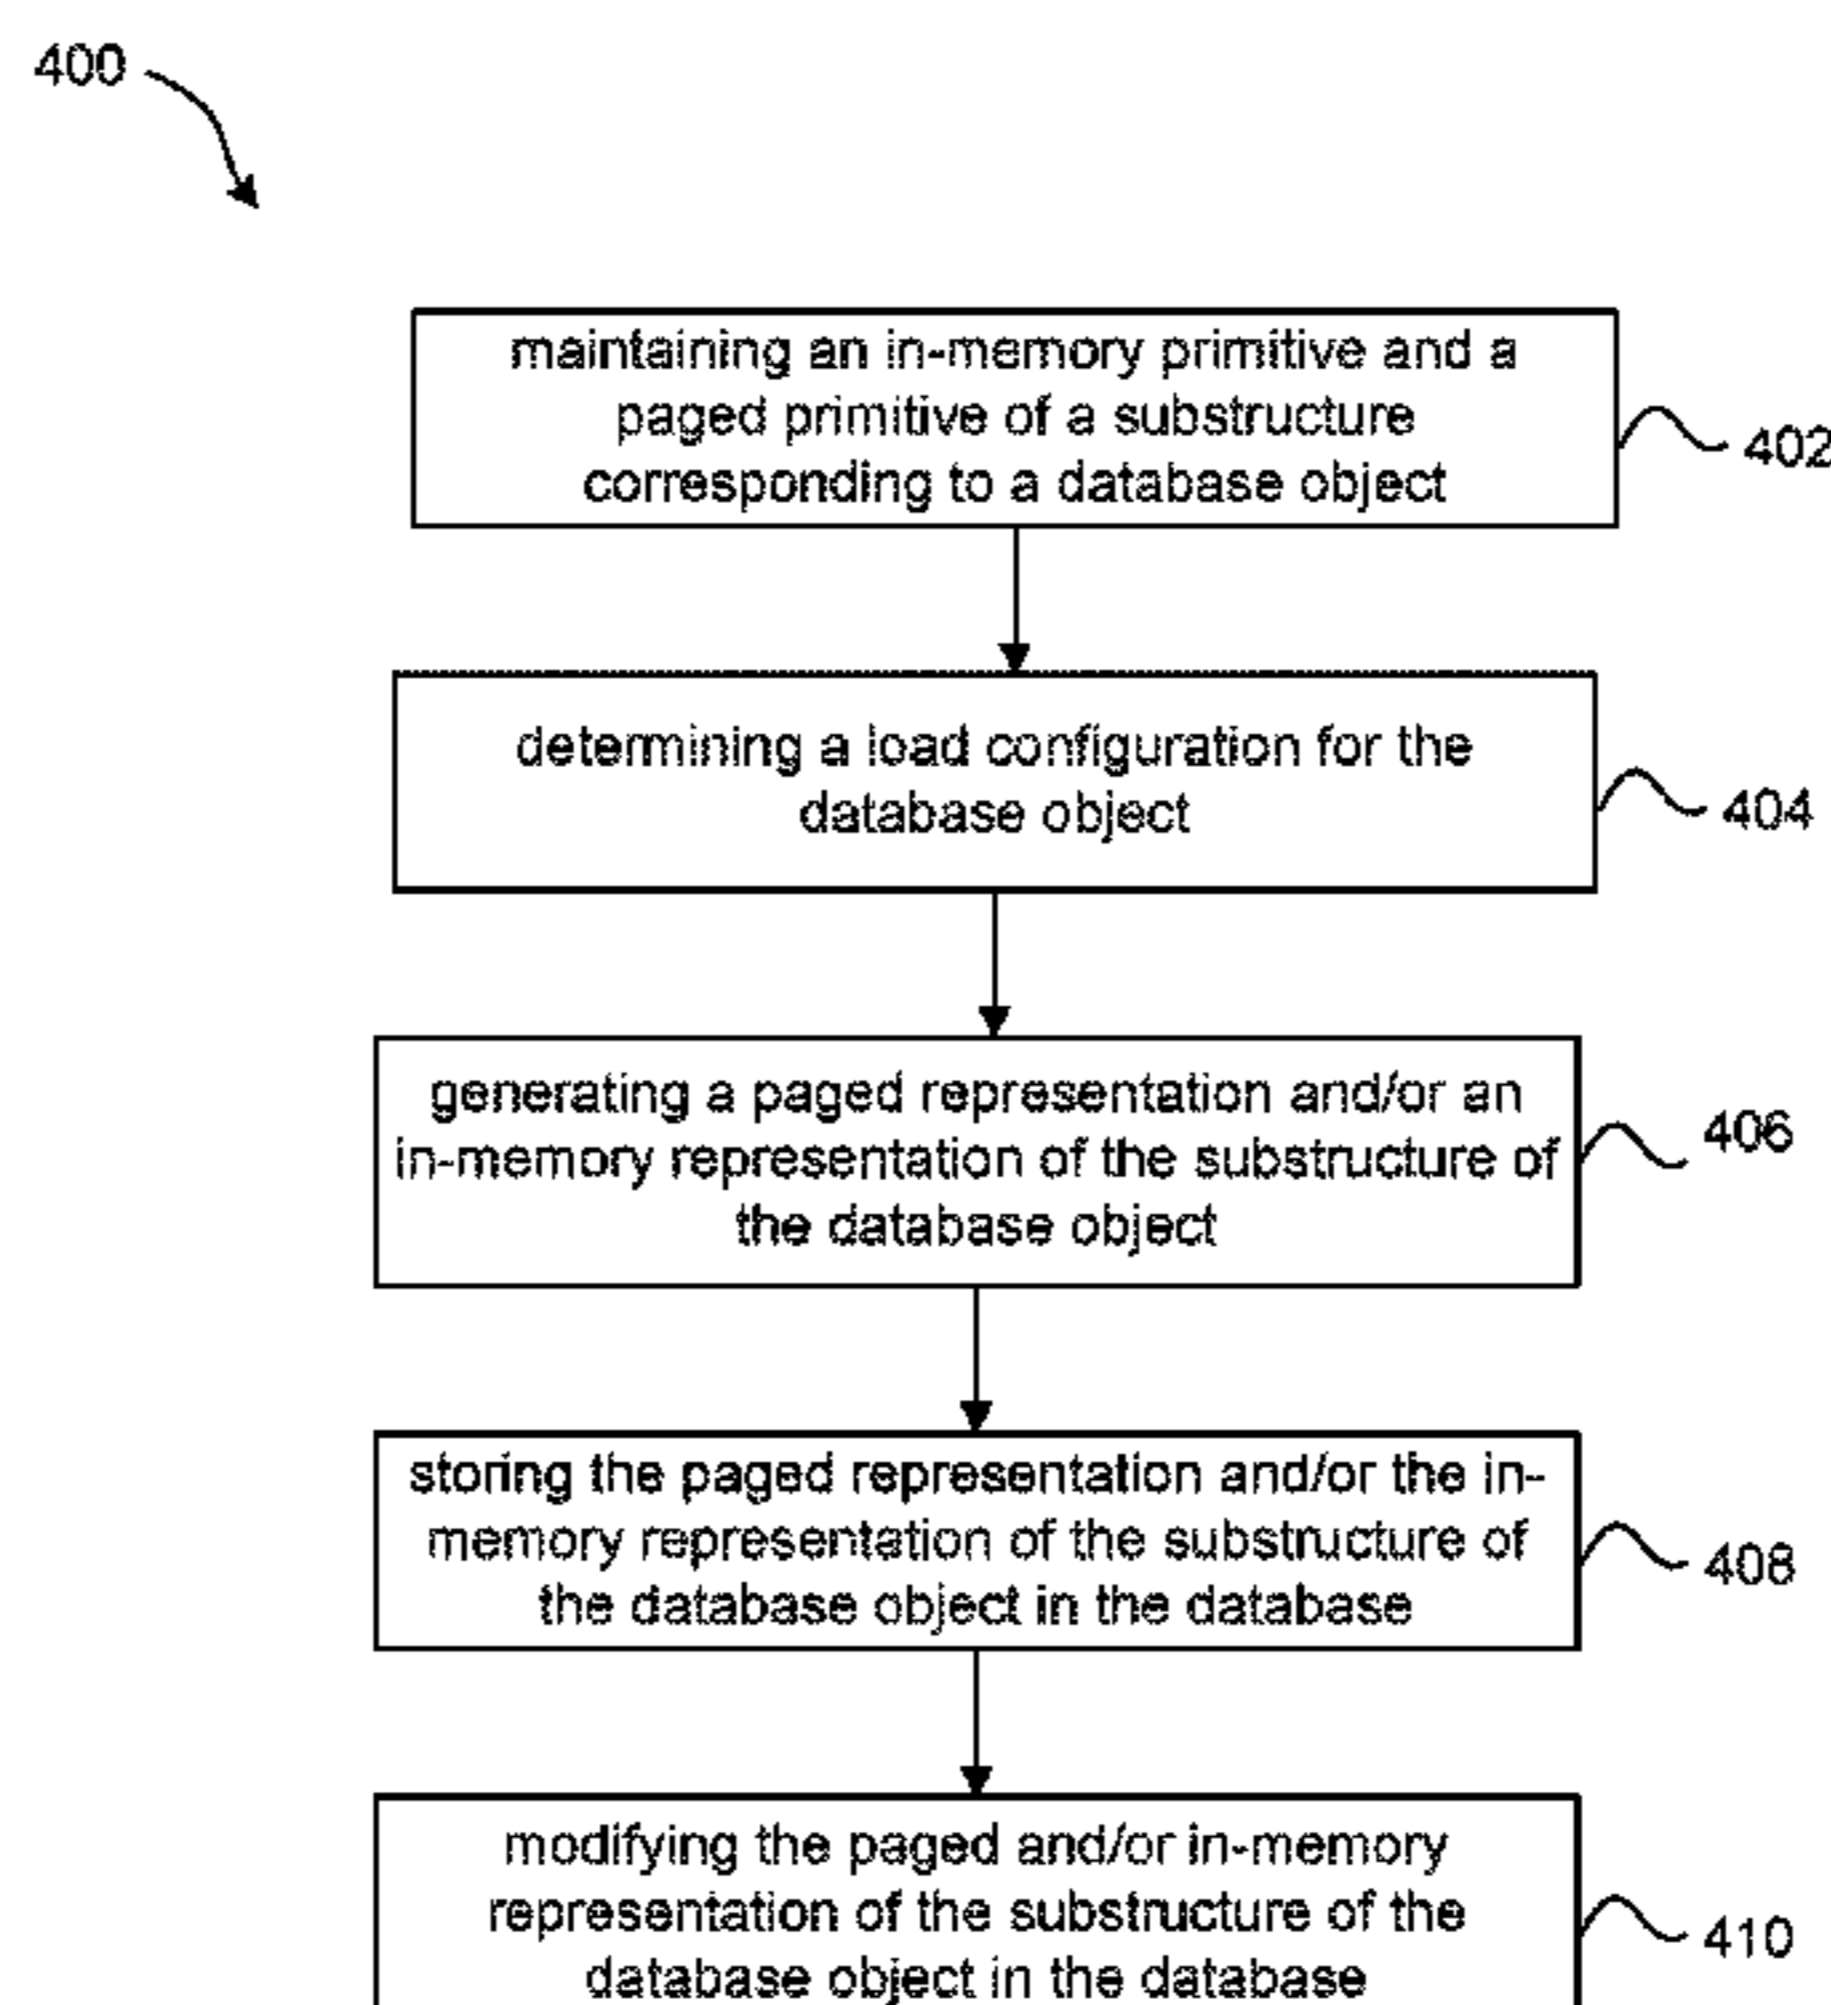 400
maintaining an in-memory primitive and a
paged primitive of a substructure
corresponding to a database object
402
determining a load configuration for the
database object
404
generating a paged representation and/or an
in-memory representation of the substructure of
the database object
406
storing the paged representation and/or the in-
memory representation of the substructure of
the database object in the database
408
modifying the paged and/or in-memory
representation of the substructure of the
database object in the database
410